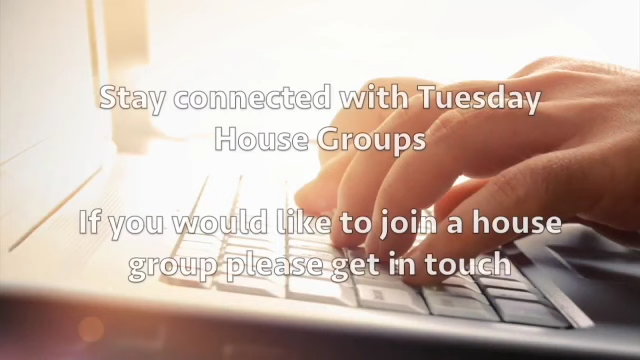 Stay connected with Tuesday
House Groups
If you would like to join a house
group please get in touch